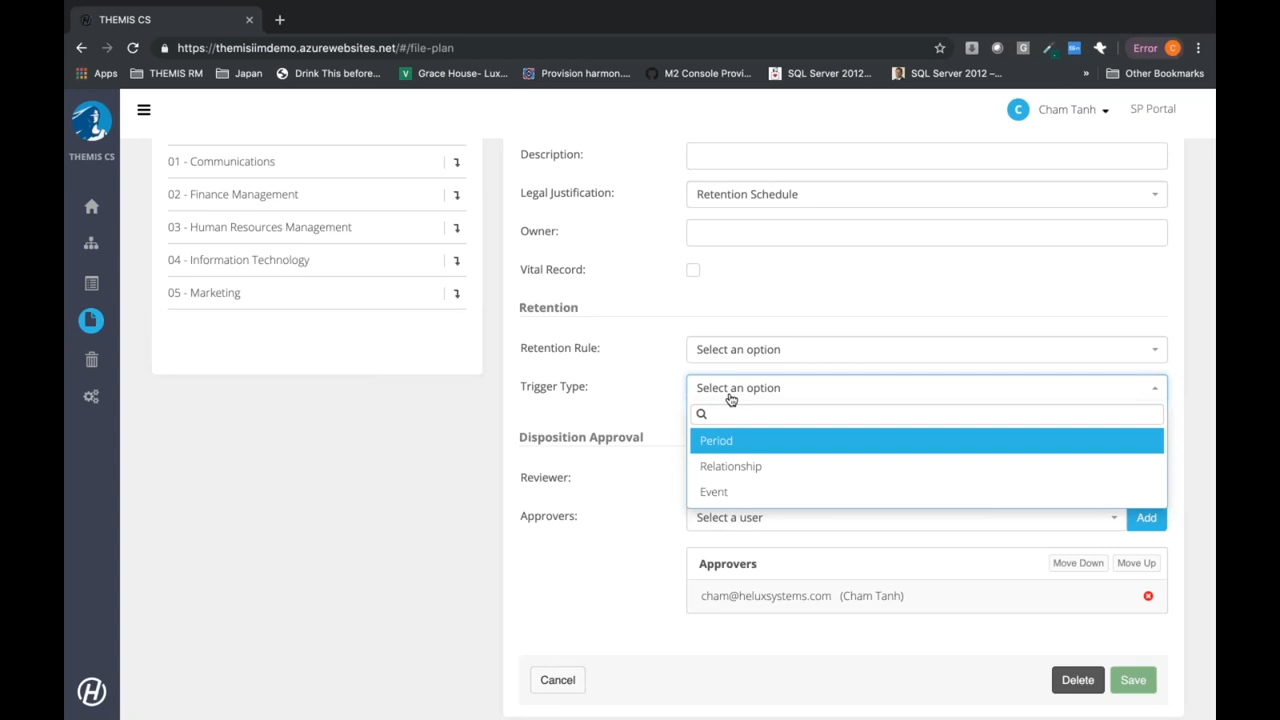 THEMIS CS
https://themisiimdemo.azurewebsites.net/#/file-plan
Error C
Apps THEMIS RM Japan Drink This before... Grace House- Lux... Provision harmon.... M2 Console Provi... SQL Server 2012... SQL Server 2012 –... » Other Bookmarks
C Cham Tanh SP Portal
THEMIS CS
01 - Communications
02 - Finance Management
03 - Human Resources Management
04 - Information Technology
05 - Marketing
Description:
Legal Justification: Retention Schedule
Owner:
Vital Record:
Retention
Retention Rule: Select an option
Trigger Type: Select an option
Period
Relationship
Event
Disposition Approval
Reviewer:
Approvers: Select a user Add
Approvers Move Down Move Up
cham@heluxsystems.com (Cham Tanh)
Cancel Delete Save